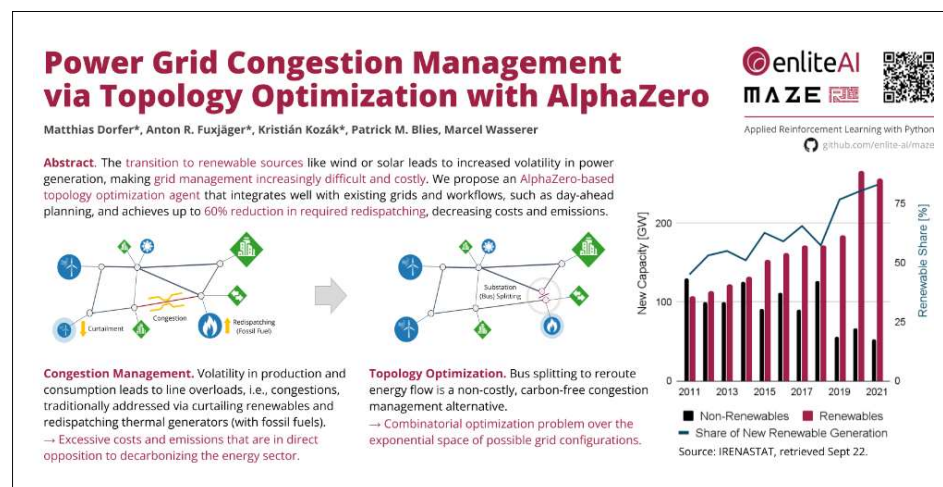 Power Grid Congestion Management
via Topology Optimization with AlphaZero
Matthias Dorfer*, Anton R. Fuxjäger*, Kristián Kozák*, Patrick M. Blies, Marcel Wasserer
enliteAI
MAZE RL
Applied Reinforcement Learning with Python
github.com/enlite-ai/maze
Abstract. The transition to renewable sources like wind or solar leads to increased volatility in power
generation, making grid management increasingly difficult and costly. We propose an AlphaZero-based
topology optimization agent that integrates well with existing grids and workflows, such as day-ahead
planning, and achieves up to 60% reduction in required redispatching, decreasing costs and emissions.
Curtailment
Congestion
Redispatching
(Fossil Fuel)
Substation
(Bus) Splitting
Congestion Management. Volatility in production and
consumption leads to line overloads, i.e., congestions,
traditionally addressed via curtailing renewables and
redispatching thermal generators (with fossil fuels).
→ Excessive costs and emissions that are in direct
opposition to decarbonizing the energy sector.
Topology Optimization. Bus splitting to reroute
energy flow is a non-costly, carbon-free congestion
management alternative.
→ Combinatorial optimization problem over the
exponential space of possible grid configurations.
New Capacity [GW]
200
100
0
Renewable Share [%]
75
50
25
0
2011 2013 2015 2017 2019 2021
Non-Renewables Renewables
Share of New Renewable Generation
Source: IRENASTAT, retrieved Sept 22.